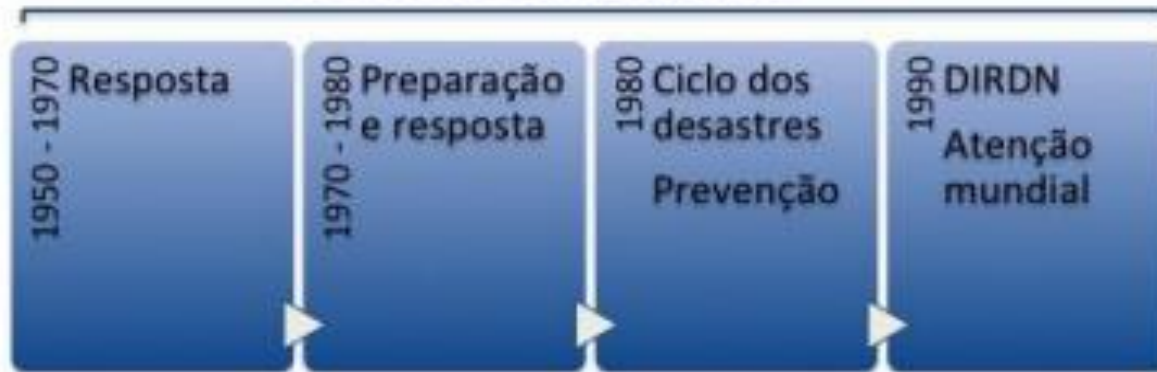 1950 - 1970
Resposta
1970 - 1980
Preparação
e resposta
1980
Ciclo dos
desastres
Prevenção
1990
DIRDN
Atenção
mundial